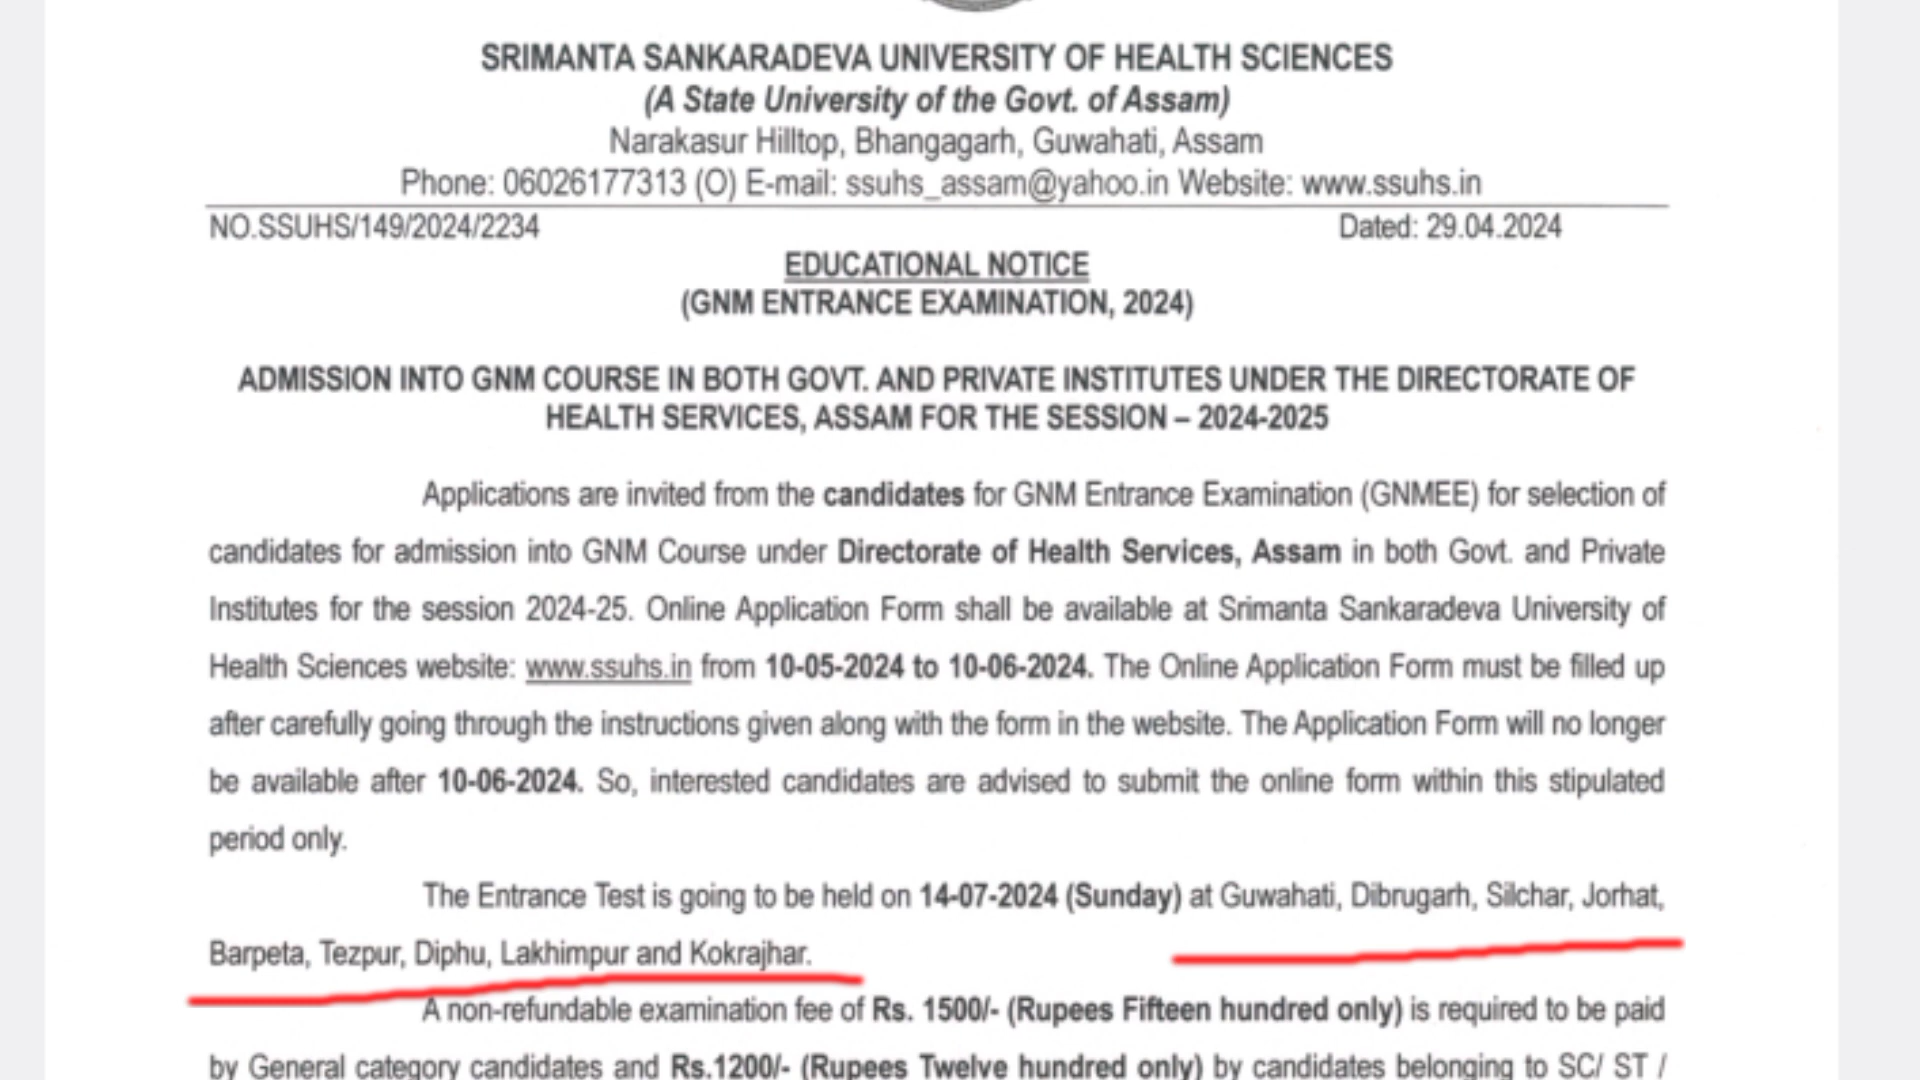 SRIMANTA SANKARADEVA UNIVERSITY OF HEALTH SCIENCES
(A State University of the Govt. of Assam)
Narakasur Hilltop, Bhangagarh, Guwahati, Assam
Phone: 06026177313 (O) E-mail: ssuhs_assam@yahoo.in Website: www.ssuhs.in
NO.SSUHS/149/2024/2234 Dated: 29.04.2024
EDUCATIONAL NOTICE
(GNM ENTRANCE EXAMINATION, 2024)
ADMISSION INTO GNM COURSE IN BOTH GOVT. AND PRIVATE INSTITUTES UNDER THE DIRECTORATE OF
HEALTH SERVICES, ASSAM FOR THE SESSION – 2024-2025
Applications are invited from the candidates for GNM Entrance Examination (GNMEE) for selection of
candidates for admission into GNM Course under Directorate of Health Services, Assam in both Govt. and Private
Institutes for the session 2024-25. Online Application Form shall be available at Srimanta Sankaradeva University of
Health Sciences website: www.ssuhs.in from 10-05-2024 to 10-06-2024. The Online Application Form must be filled up
after carefully going through the instructions given along with the form in the website. The Application Form will no longer
be available after 10-06-2024. So, interested candidates are advised to submit the online form within this stipulated
period only.
The Entrance Test is going to be held on 14-07-2024 (Sunday) at Guwahati, Dibrugarh, Silchar, Jorhat,
Barpeta, Tezpur, Diphu, Lakhimpur and Kokrajhar.
A non-refundable examination fee of Rs. 1500/- (Rupees Fifteen hundred only) is required to be paid
by General category candidates and Rs.1200/- (Rupees Twelve hundred only) by candidates belonging to SC/ ST /